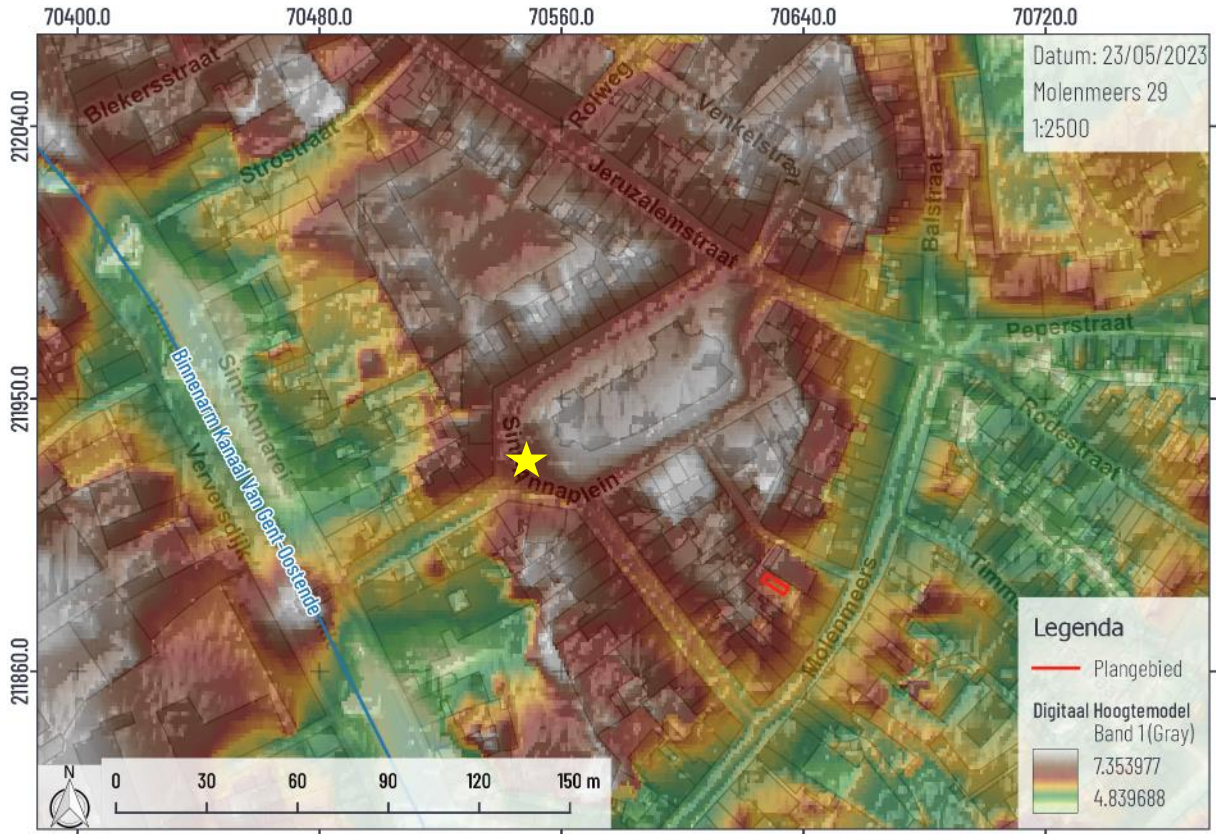 70400.0 70480.0 70560.0 70640.0 70720.0
212040.0
211950.0
211860.0
Datum: 23/05/2023
Molenmeers 29
1:2500
Blekersstraat
Rolweg
Venkelstraat
Strostraat
Jeruzalemstraat
Balstraat
Peperstraat
Rodestraat
Sint-Annarei
Binnenarm Kanaal Van Gent-Oostende
Verversdijk
Molenmeers
Legenda
Plangebied
Digitaal Hoogtemodel
Band 1 (Gray)
7.353977
4.839688
N
0 30 60 90 120 150 m